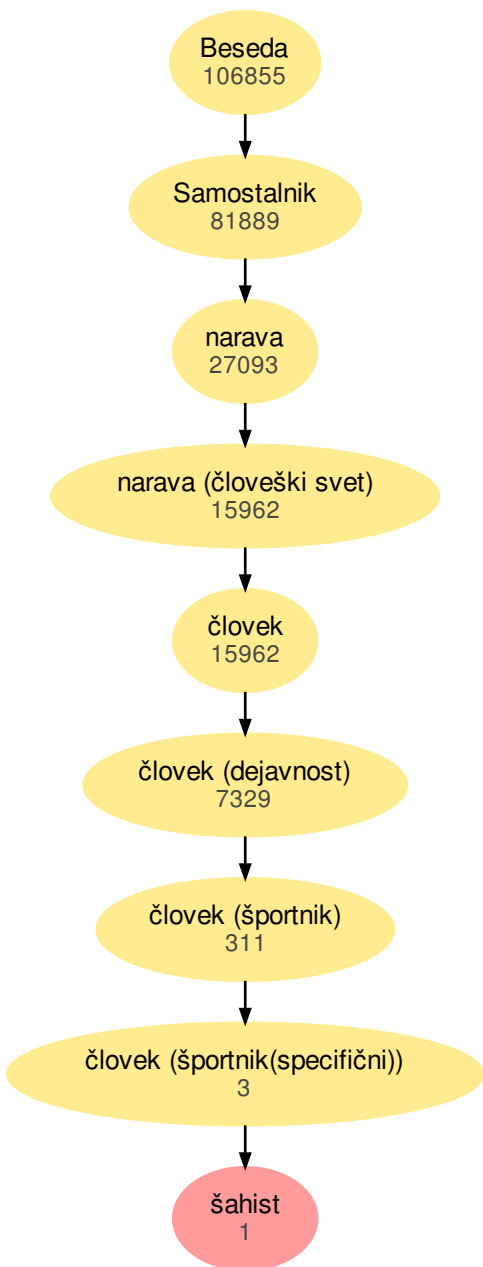 Beseda
106855
Samostalnik
81889
narava
27093
narava (človeški svet)
15962
človek
15962
človek (dejavnost)
7329
človek (športnik)
311
človek (športnik(specifični))
3
šahist
1